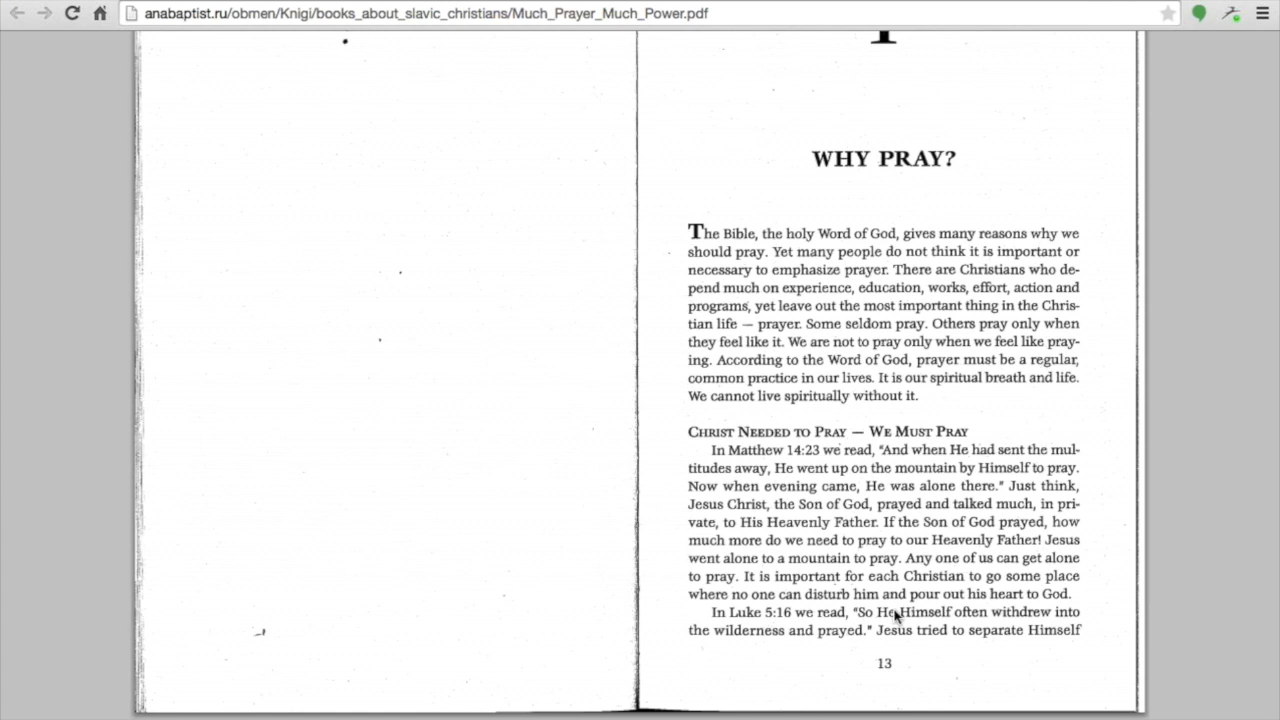 anabaptist.ru/obmen/Knigi/books_about_slavic_christians/Much_Prayer_Much_Power.pdf
WHY PRAY?
The Bible, the holy Word of God, gives many reasons why we
should pray. Yet many people do not think it is important or
necessary to emphasize prayer. There are Christians who de-
pend much on experience, education, works, effort, action and
programs, yet leave out the most important thing in the Chris-
tian life — prayer. Some seldom pray. Others pray only when
they feel like it. We are not to pray only when we feel like pray-
ing. According to the Word of God, prayer must be a regular,
common practice in our lives. It is our spiritual breath and life.
We cannot live spiritually without it.
CHRIST NEEDED TO PRAY — WE MUST PRAY
In Matthew 14:23 we read, "And when He had sent the mul-
titudes away, He went up on the mountain by Himself to pray.
Now when evening came, He was alone there." Just think,
Jesus Christ, the Son of God, prayed and talked much, in pri-
vate, to His Heavenly Father. If the Son of God prayed, how
much more do we need to pray to our Heavenly Father! Jesus
went alone to a mountain to pray. Any one of us can get alone
to pray. It is important for each Christian to go some place
where no one can disturb him and pour out his heart to God.
In Luke 5:16 we read, "So He Himself often withdrew into
the wilderness and prayed." Jesus tried to separate Himself
13